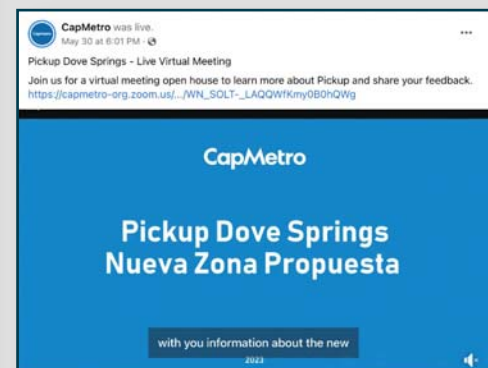 CapMetro was live.
May 30 at 6:01 PM ·
Pickup Dove Springs - Live Virtual Meeting
Join us for a virtual meeting open house to learn more about Pickup and share your feedback.
https://capmetro-org.zoom.us/.../WN_SOLT-_LAQQWfKmy0B0hQWg
CapMetro
Pickup Dove Springs
Nueva Zona Propuesta
with you information about the new
2023